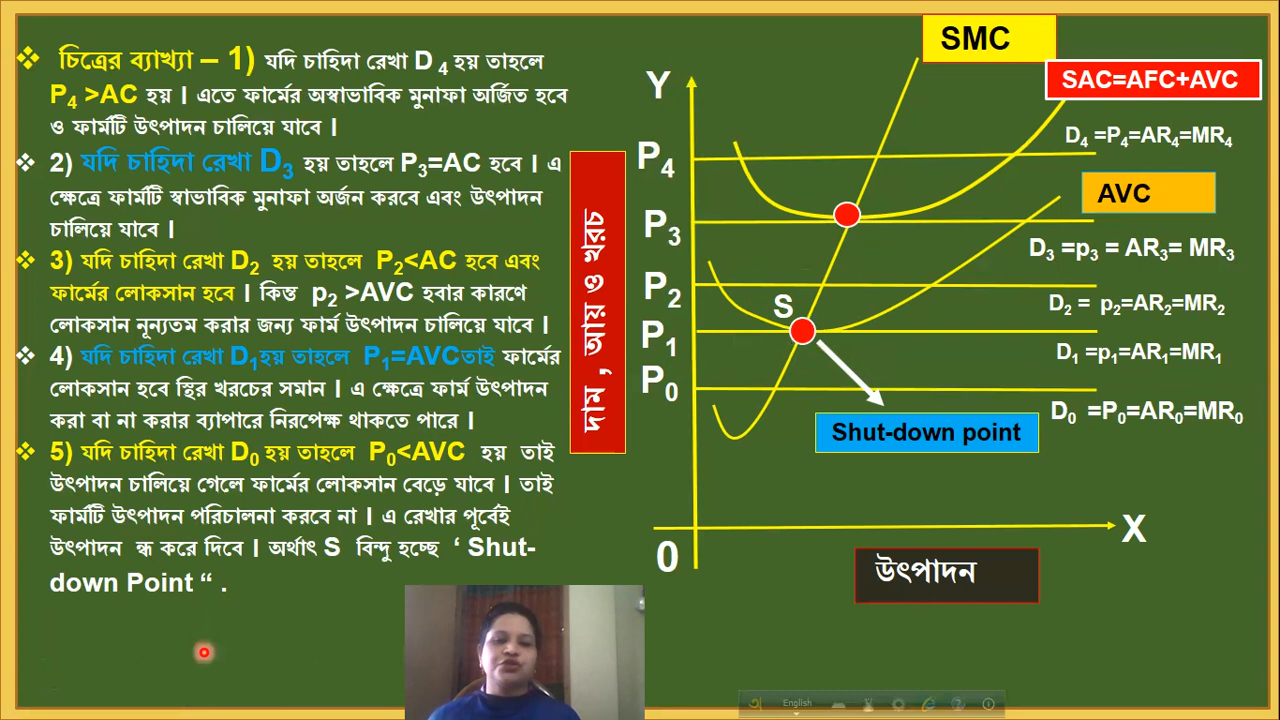 ❖ চিত্রের ব্যাখ্যা – 1) যদি চাহিদা রেখা D 4 হয় তাহলে
P4 >AC হয় । এতে ফার্মের অস্বাভাবিক মুনাফা অর্জিত হবে
ও ফার্মটি উৎপাদন চালিয়ে যাবে ।
❖ 2) যদি চাহিদা রেখা D3 হয় তাহলে P3=AC হবে । এ
ক্ষেত্রে ফার্মটি স্বাভাবিক মুনাফা অর্জন করবে এবং উৎপাদন
চালিয়ে যাবে ।
❖ 3) যদি চাহিদা রেখা D2 হয় তাহলে P2<AC হবে এবং
ফার্মের লোকসান হবে । কিন্ত p2 >AVC হবার কারণে
লোকসান নূন্যতম করার জন্য ফার্ম উৎপাদন চালিয়ে যাবে ।
❖ 4) যদি চাহিদা রেখা D1হয় তাহলে P1=AVCতাই ফার্মের
লোকসান হবে স্থির খরচের সমান । এ ক্ষেত্রে ফার্ম উৎপাদন
করা বা না করার ব্যাপারে নিরপেক্ষ থাকতে পারে ।
❖ 5) যদি চাহিদা রেখা D0 হয় তাহলে P0<AVC হয় তাই
উৎপাদন চালিয়ে গেলে ফার্মের লোকসান বেড়ে যাবে । তাই
ফার্মটি উৎপাদন পরিচালনা করবে না । এ রেখার পূর্বেই
উৎপাদন ন্ধ করে দিবে । অর্থাৎ S বিন্দু হচ্ছে ‘ Shut-
down Point “ .
দাম , আয় ও খরচ
SMC
SAC=AFC+AVC
Y
P4
D4 =P4=AR4=MR4
AVC
P3
D3 =p3 = AR3= MR3
P2
D2 = p2=AR2=MR2
S
P1
D1 =p1=AR1=MR1
P0
D0 =P0=AR0=MR0
Shut-down point
0
X
উৎপাদন
অ English